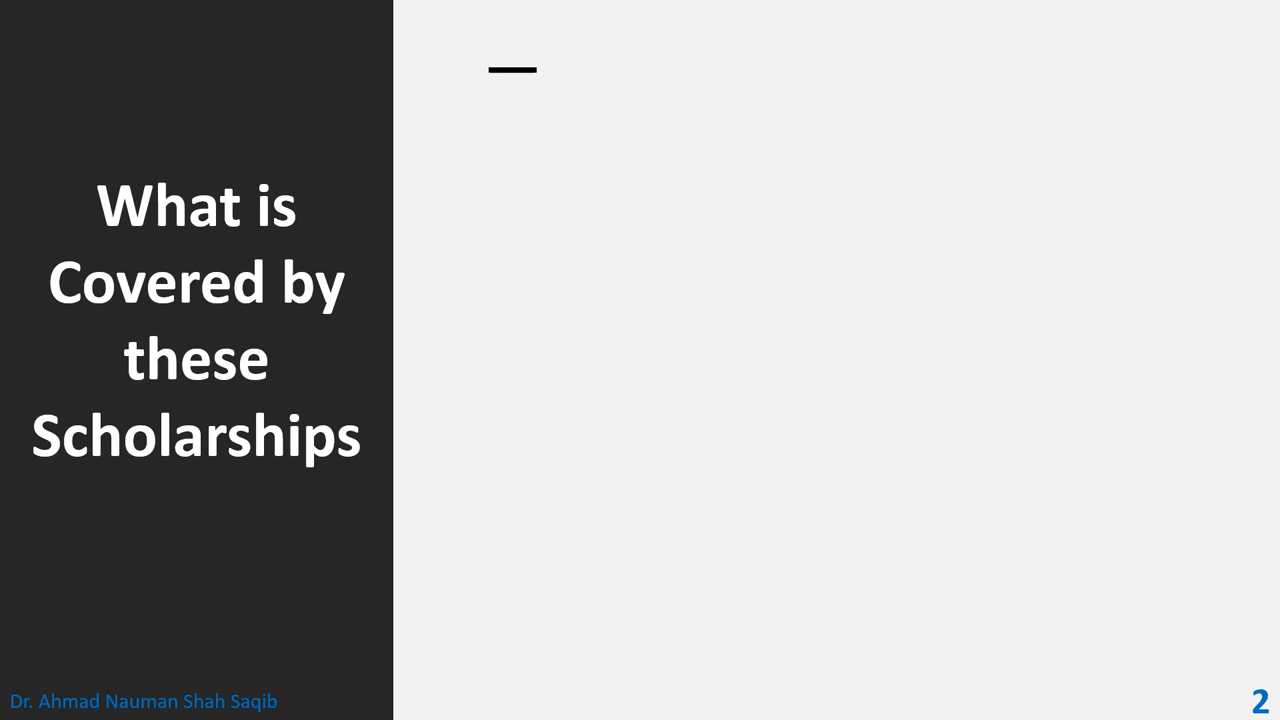 What is
Covered by
these
Scholarships
Dr. Ahmad Nauman Shah Saqib
2